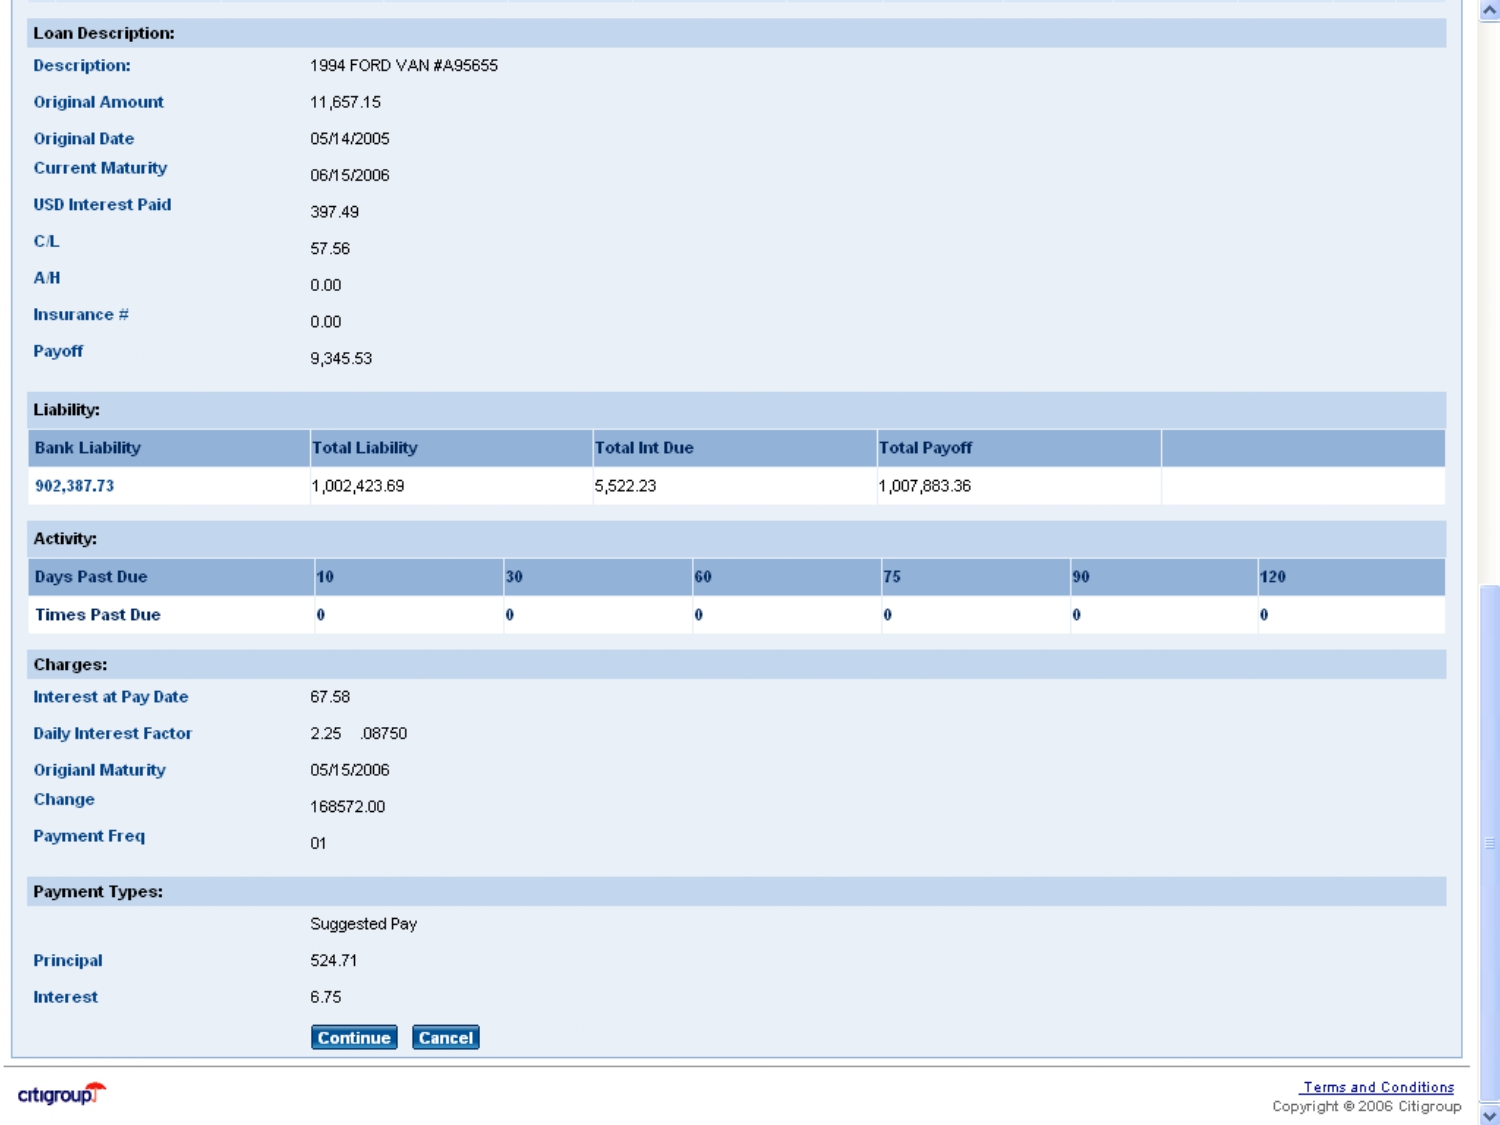 Loan Description:
Description: 1994 FORD VAN #A95655
Original Amount 11,657.15
Original Date 05/14/2005
Current Maturity 06/15/2006
USD Interest Paid 397.49
C/L 57.56
A/H 0.00
Insurance # 0.00
Payoff 9,345.53
Liability:
Bank Liability Total Liability Total Int Due Total Payoff
902,387.73 1,002,423.69 5,522.23 1,007,883.36
Activity:
Days Past Due 10 30 60 75 90 120
Times Past Due 0 0 0 0 0 0
Charges:
Interest at Pay Date 67.58
Daily Interest Factor 2.25 .08750
Origianl Maturity 05/15/2006
Change 168572.00
Payment Freq 01
Payment Types:
Suggested Pay
Principal 524.71
Interest 6.75
Continue Cancel
citigroup
Terms and Conditions
Copyright © 2006 Citigroup